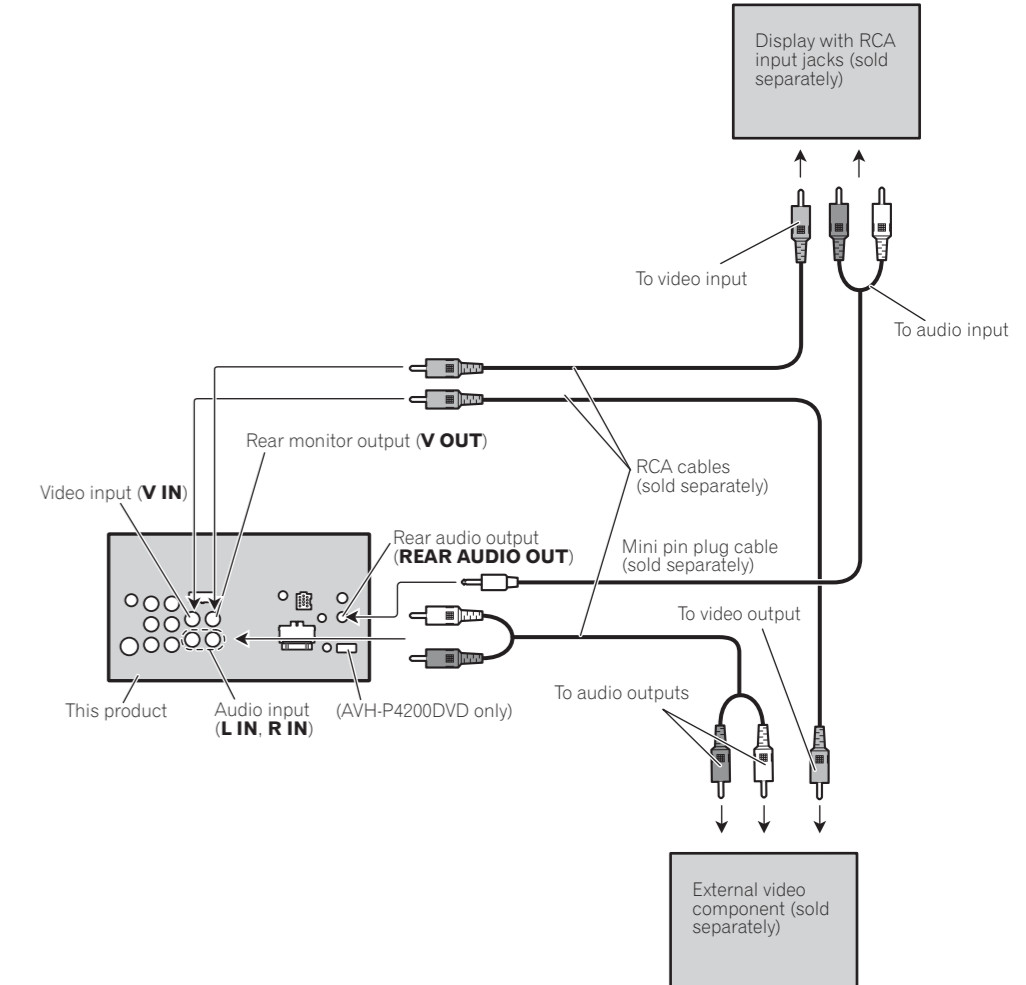 Display with RCA
input jacks (sold
separately)
To video input
To audio input
Rear monitor output (V OUT)
RCA cables
(sold separately)
Video input (V IN)
Rear audio output
(REAR AUDIO OUT)
Mini pin plug cable
(sold separately)
To video output
To audio outputs
This product
Audio input
(L IN, R IN)
(AVH-P4200DVD only)
External video
component (sold
separately)